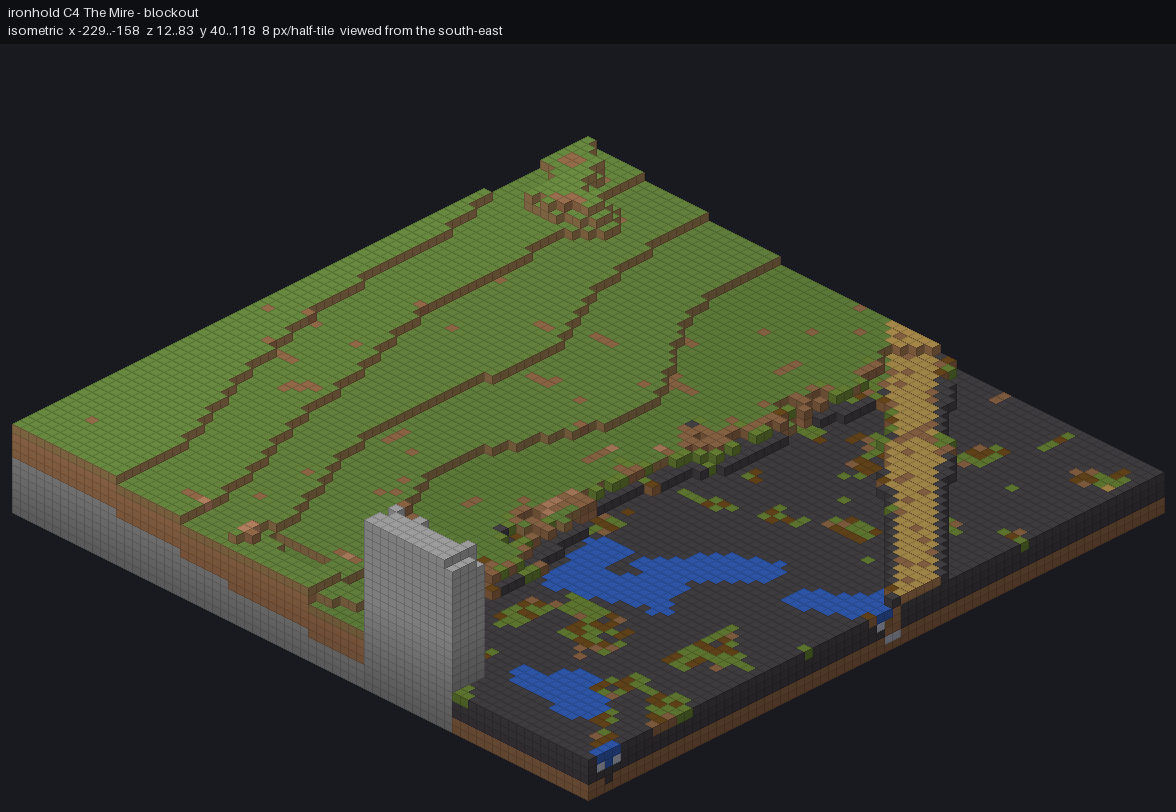 ironhold C4 The Mire - blockout
isometric  x -229..-158  z 12..83  y 40..118  8 px/half-tile  viewed from the south-east